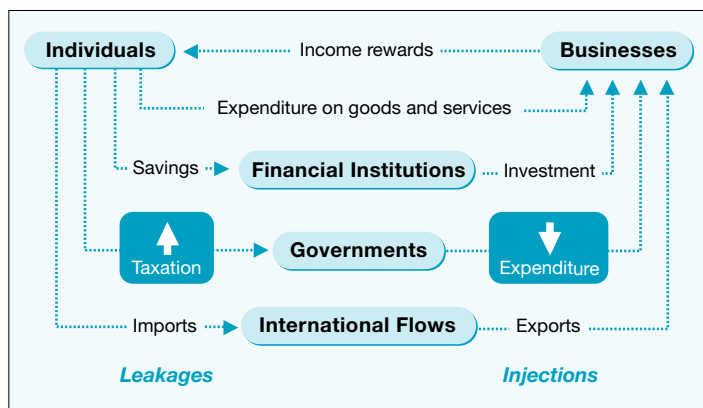 Individuals
Income rewards
Businesses
Expenditure on goods and services
Savings
Financial Institutions
Investment
Taxation
Governments
Expenditure
Imports
International Flows
Exports
Leakages
Injections